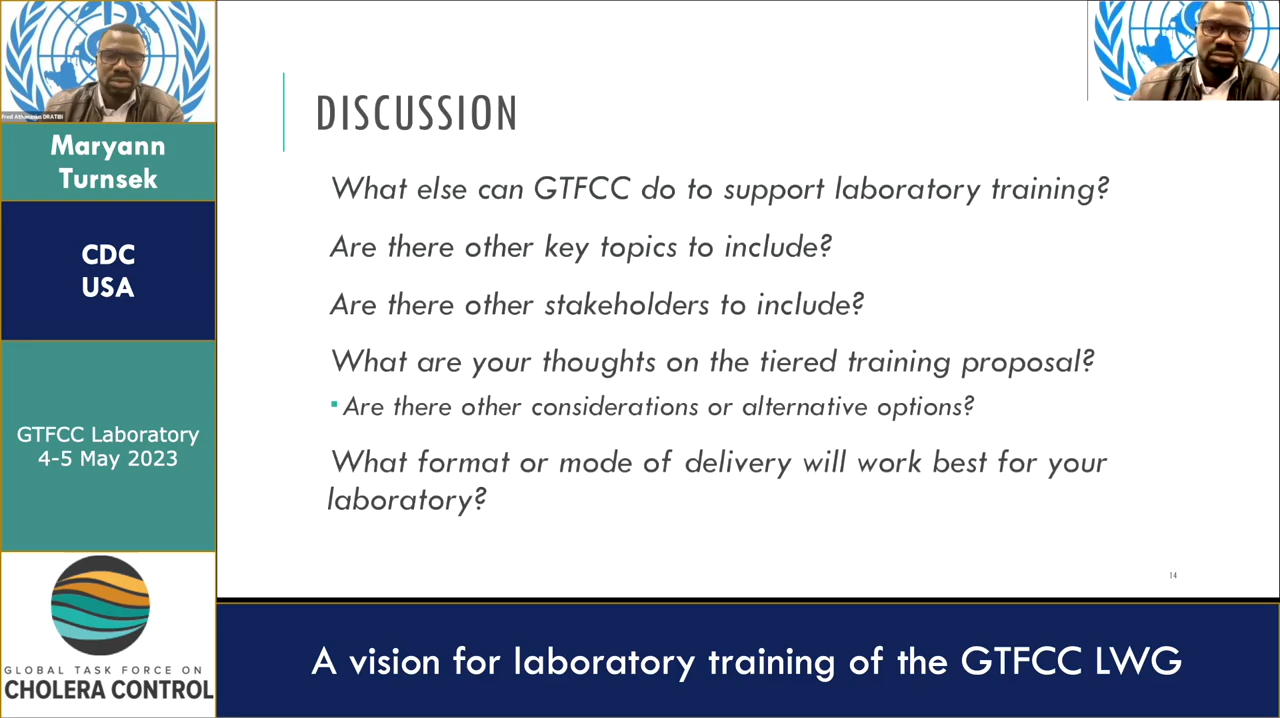 Fred Athanasius DRATIBI
Maryann
Turnsek
CDC
USA
GTFCC Laboratory
4-5 May 2023
GLOBAL TASK FORCE ON
CHOLERA CONTROL
DISCUSSION
What else can GTFCC do to support laboratory training?
Are there other key topics to include?
Are there other stakeholders to include?
What are your thoughts on the tiered training proposal?
Are there other considerations or alternative options?
What format or mode of delivery will work best for your
laboratory?
14
A vision for laboratory training of the GTFCC LWG